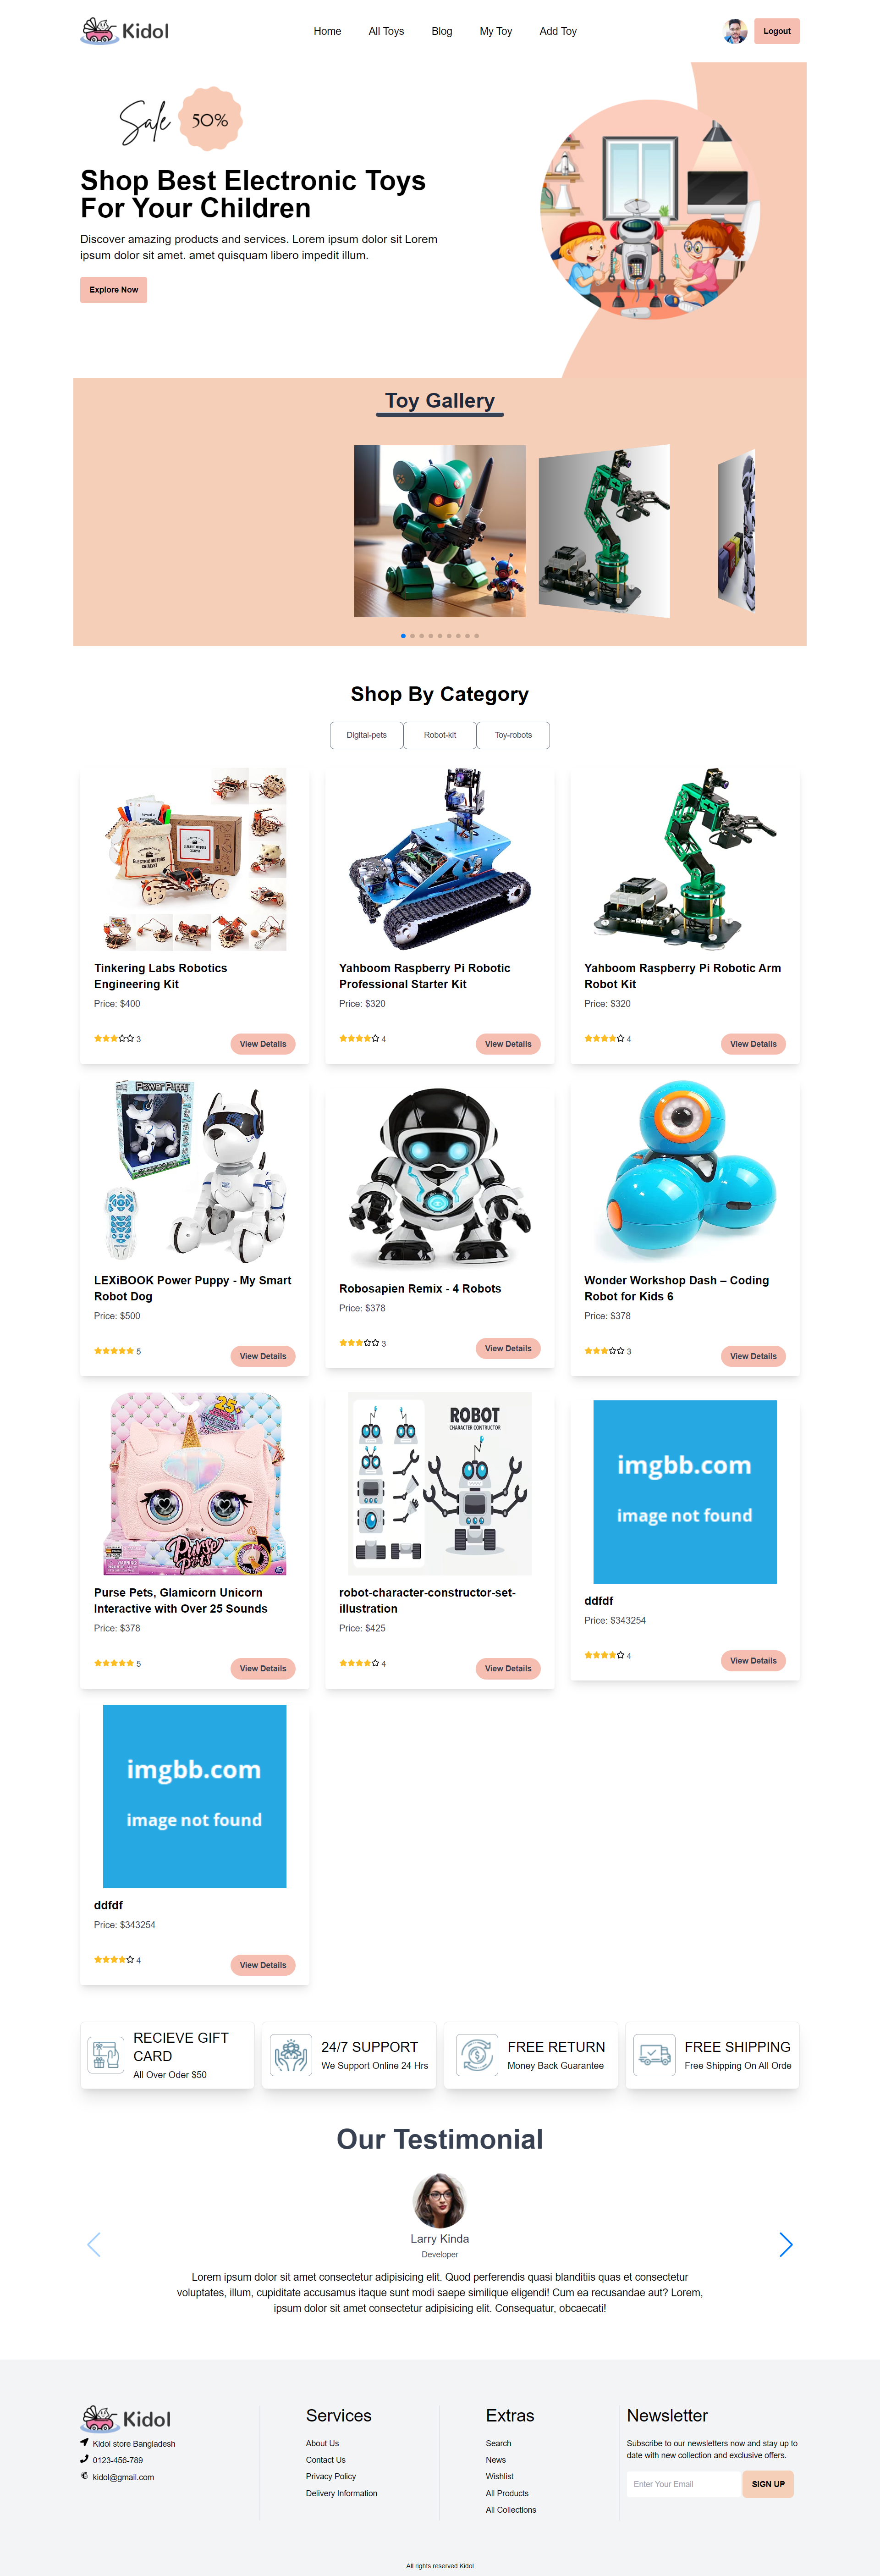 Kidol
Home
All Toys
Blog
My Toy
Add Toy
Logout
Sale 50%
Shop Best Electronic Toys
For Your Children
Discover amazing products and services. Lorem ipsum dolor sit Lorem
ipsum dolor sit amet. amet quisquam libero impedit illum.
Explore Now
Toy Gallery
Shop By Category
Digital-pets
Robot-kit
Toy-robots
Tinkering Labs Robotics
Engineering Kit
Price: $400
3
View Details
Yahboom Raspberry Pi Robotic
Professional Starter Kit
Price: $320
4
View Details
Yahboom Raspberry Pi Robotic Arm
Robot Kit
Price: $320
4
View Details
Power Puppy
LEXiBOOK Power Puppy - My Smart
Robot Dog
Price: $500
5
View Details
Robosapien Remix - 4 Robots
Price: $378
3
View Details
Wonder Workshop Dash – Coding
Robot for Kids 6
Price: $378
3
View Details
25+
Purse Pets
Purse Pets, Glamicorn Unicorn
Interactive with Over 25 Sounds
Price: $378
5
View Details
ROBOT
CHARACTER CONTRUCTOR
robot-character-constructor-set-
illustration
Price: $425
4
View Details
imgbb.com
image not found
ddfdf
Price: $343254
4
View Details
imgbb.com
image not found
ddfdf
Price: $343254
4
View Details
RECIEVE GIFT
CARD
All Over Oder $50
24/7 SUPPORT
We Support Online 24 Hrs
FREE RETURN
Money Back Guarantee
FREE SHIPPING
Free Shipping On All Orde
Our Testimonial
Larry Kinda
Developer
Lorem ipsum dolor sit amet consectetur adipisicing elit. Quod perferendis quasi blanditiis quas et consectetur
voluptates, illum, cupiditate accusamus itaque sunt modi saepe similique eligendi! Cum ea recusandae aut? Lorem,
ipsum dolor sit amet consectetur adipisicing elit. Consequatur, obcaecati!
Kidol
Kidol store Bangladesh
0123-456-789
kidol@gmail.com
Services
About Us
Contact Us
Privacy Policy
Delivery Information
Extras
Search
News
Wishlist
All Products
All Collections
Newsletter
Subscribe to our newsletters now and stay up to
date with new collection and exclusive offers.
Enter Your Email
SIGN UP
All rights reserved Kidol